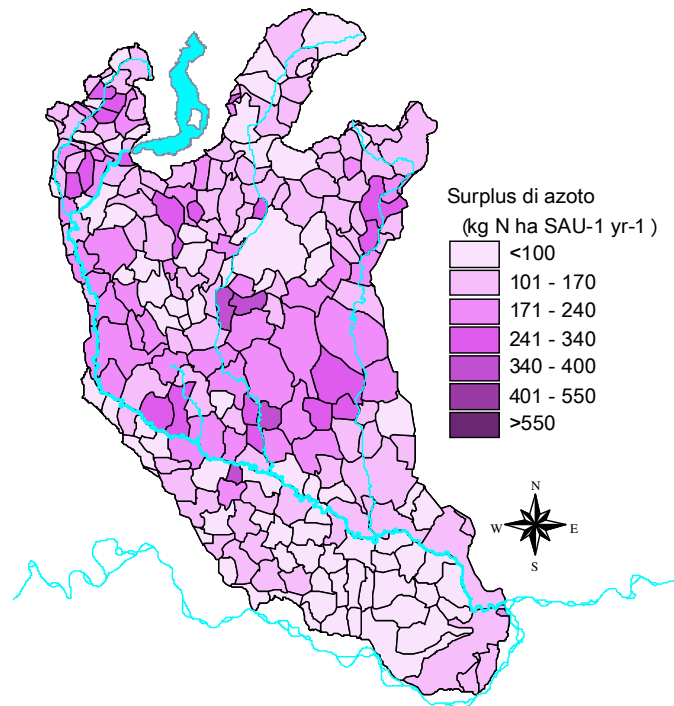 Surplus di azoto
(kg N ha SAU-1 yr-1 )
<100
101 - 170
171 - 240
241 - 340
340 - 400
401 - 550
>550
N
W E
S